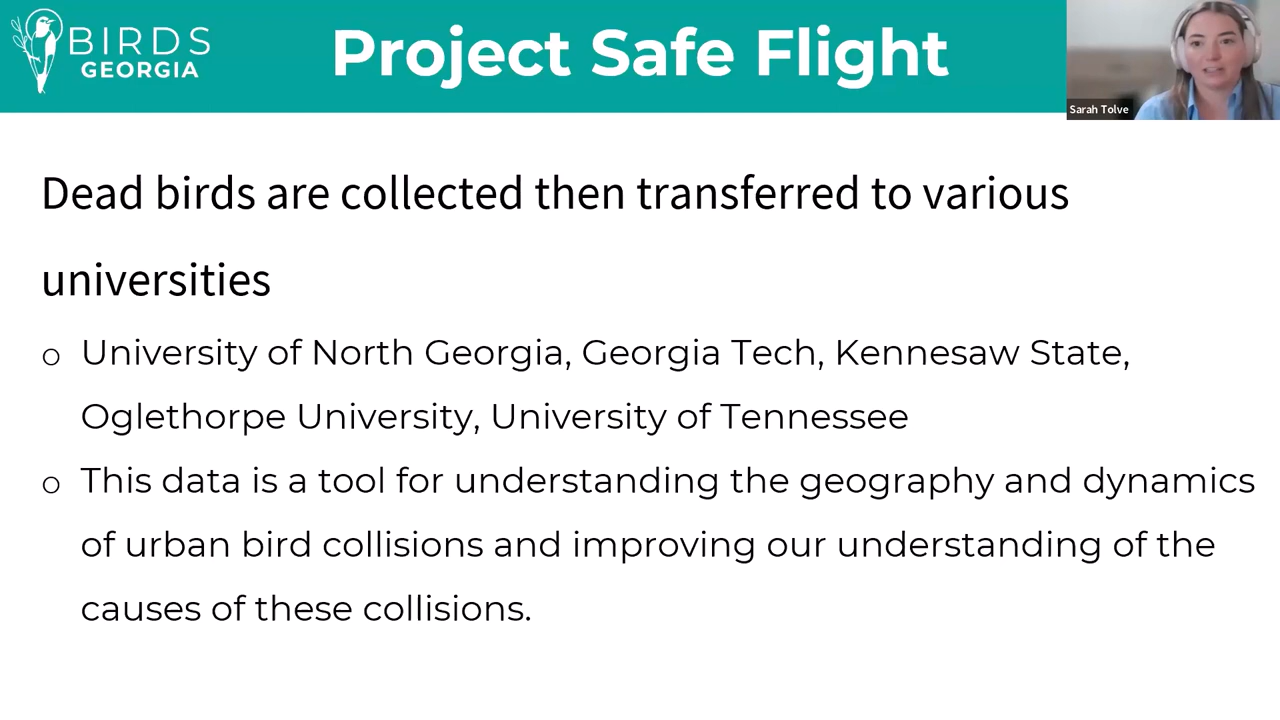 BIRDS
GEORGIA
Project Safe Flight
Sarah Tolve
Dead birds are collected then transferred to various
universities
o University of North Georgia, Georgia Tech, Kennesaw State,
Oglethorpe University, University of Tennessee
o This data is a tool for understanding the geography and dynamics
of urban bird collisions and improving our understanding of the
causes of these collisions.